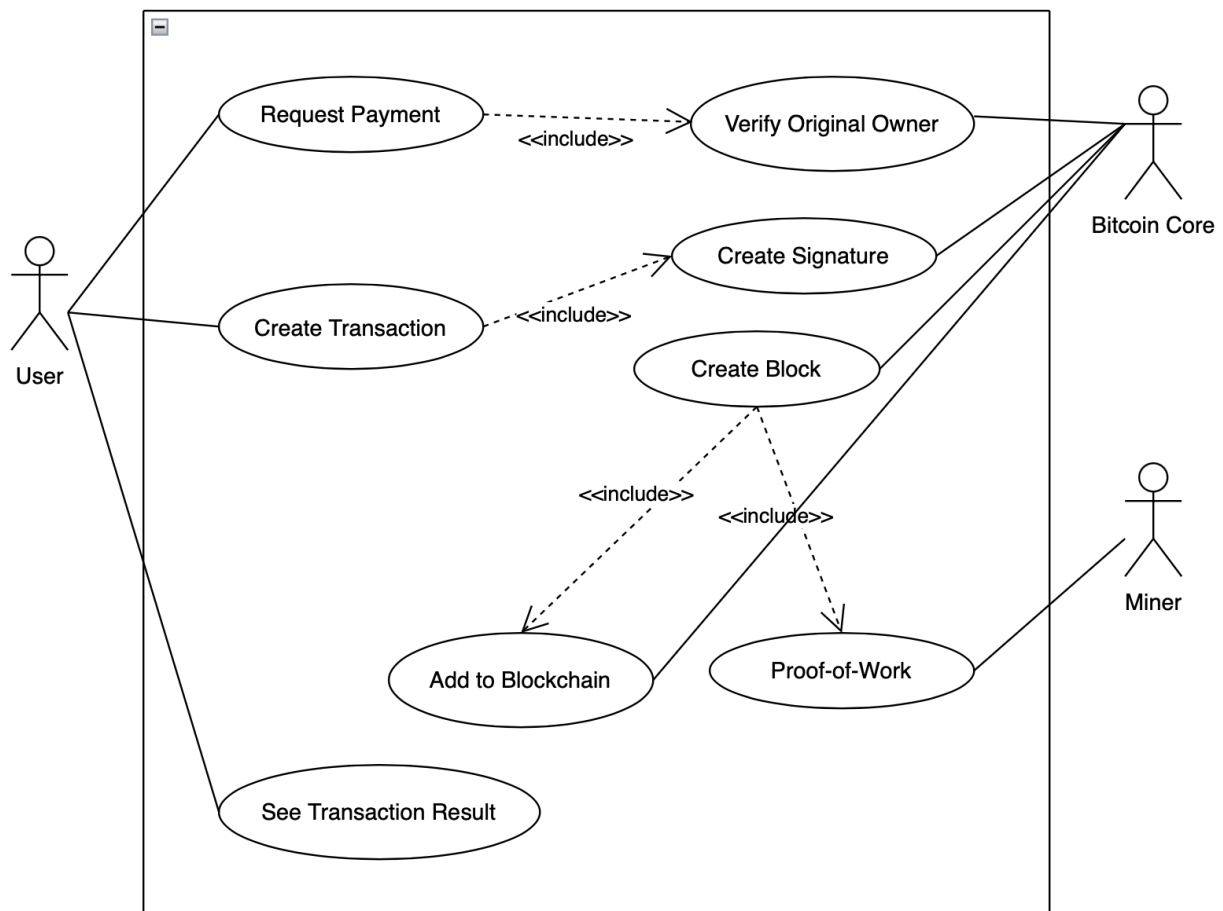 Request Payment
<<include>>
Verify Original Owner
Bitcoin Core
Create Signature
<<include>>
Create Transaction
User
Create Block
<<include>>
<<include>>
Miner
Add to Blockchain
Proof-of-Work
See Transaction Result